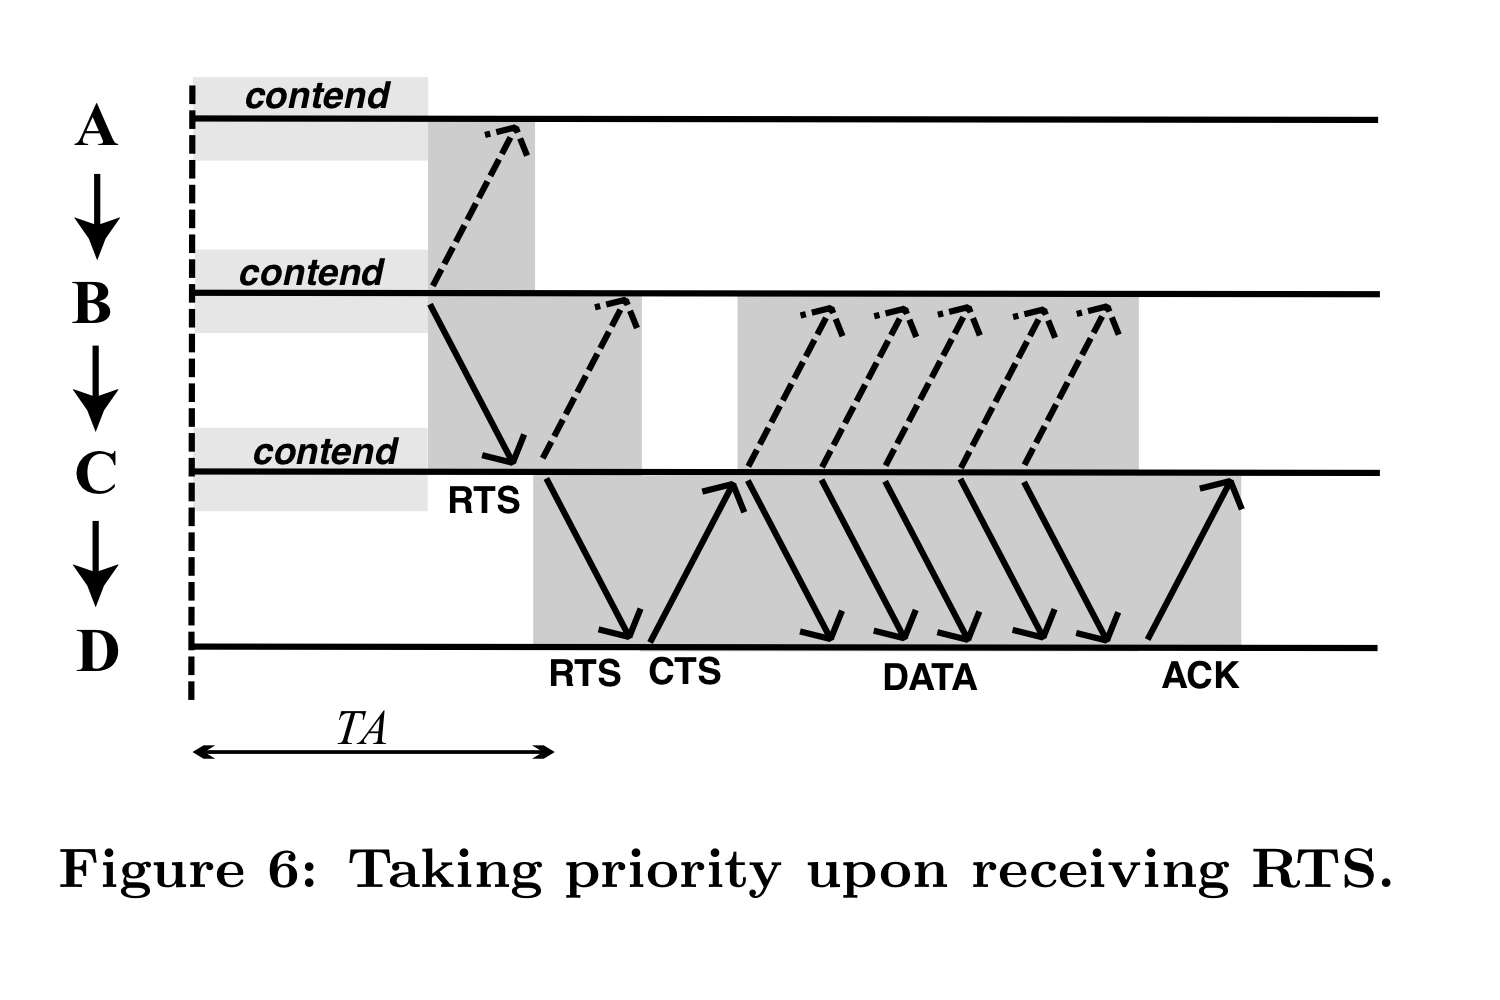 contend
A
contend
B
contend
C
RTS
D
RTS CTS DATA ACK
TA
Figure 6: Taking priority upon receiving RTS.